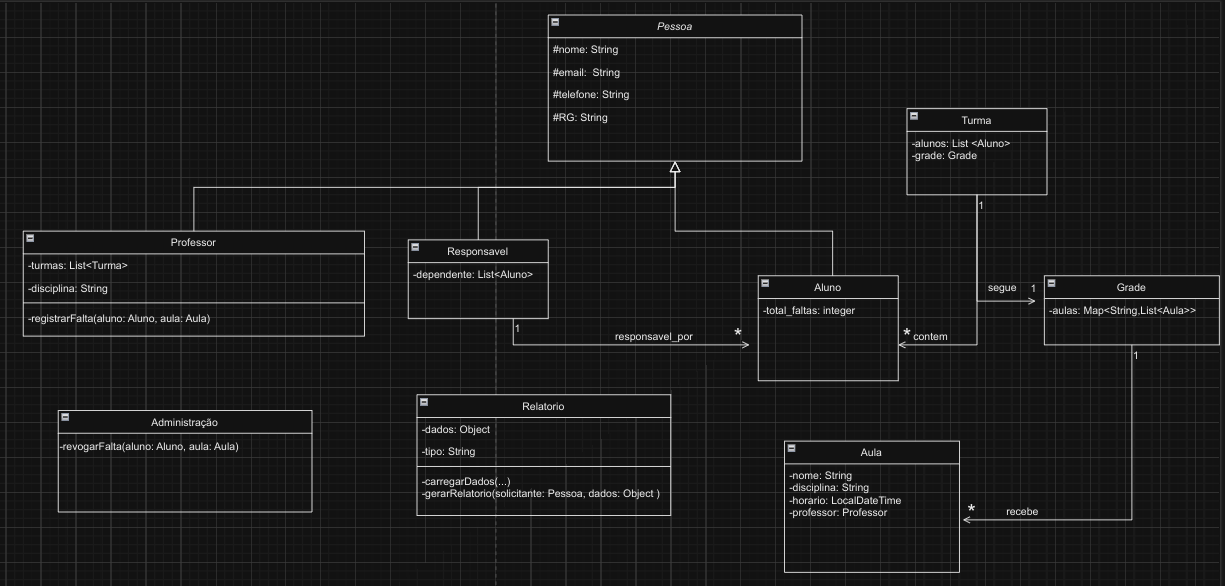 Pessoa
#nome: String
#email:  String
#telefone: String
#RG: String
Turma
-alunos: List <Aluno>
-grade: Grade
1
Professor
-turmas: List<Turma>
-disciplina: String
-registrarFalta(aluno: Aluno, aula: Aula)
Responsavel
-dependente: List<Aluno>
1
responsavel_por
*
Aluno
-total_faltas: integer
*
contem
segue
1
Grade
-aulas: Map<String,List<Aula>>
1
Administração
-revogarFalta(aluno: Aluno, aula: Aula)
Relatorio
-dados: Object
-tipo: String
-carregarDados(...)
-gerarRelatorio(solicitante: Pessoa, dados: Object )
Aula
-nome: String
-disciplina: String
-horario: LocalDateTime
-professor: Professor
*
recebe